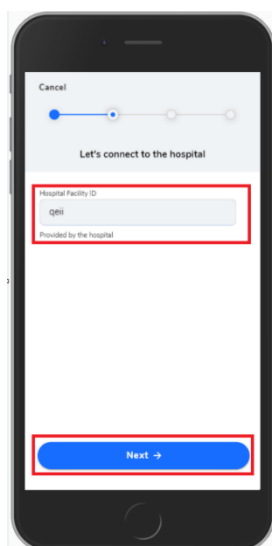 Cancel
Let's connect to the hospital
Hospital Facility ID
qeii
Provided by the hospital
Next →